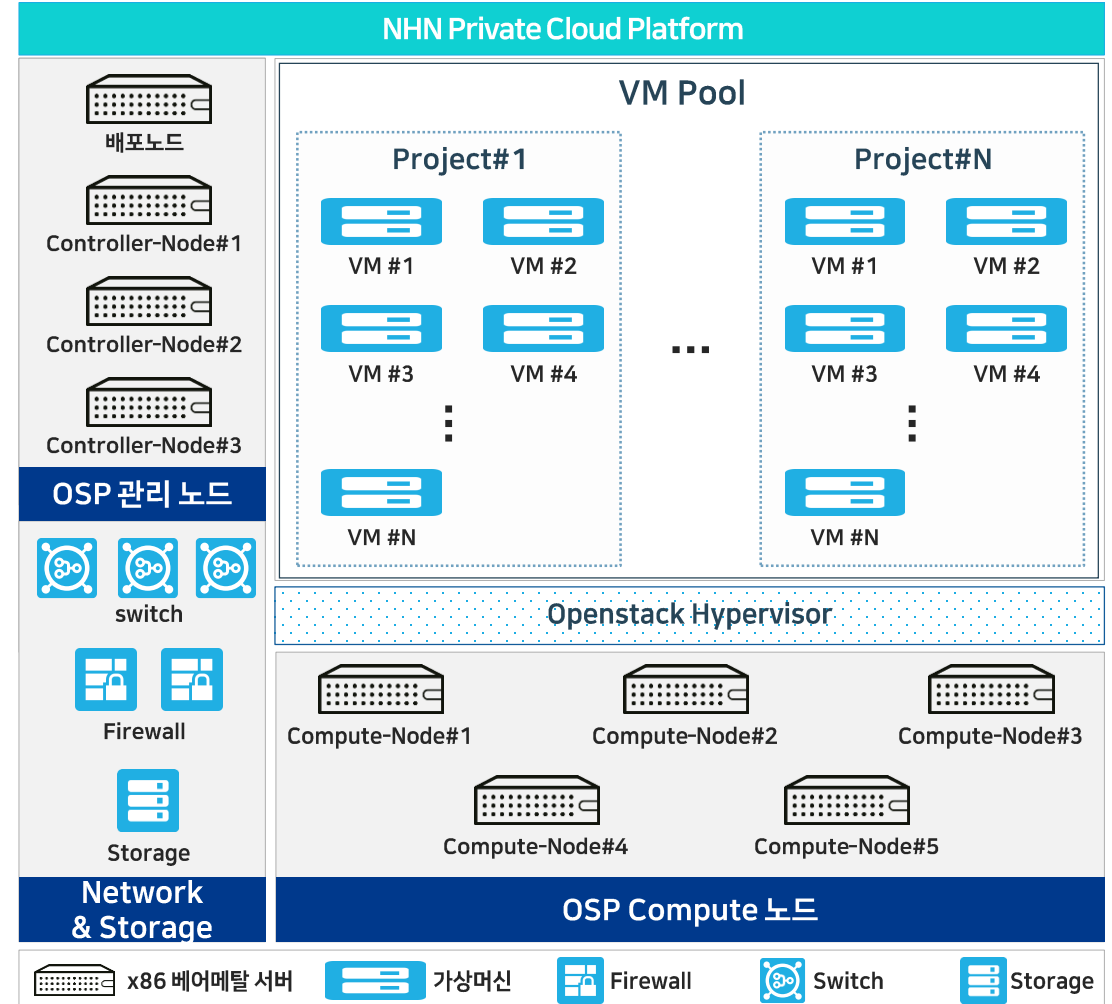 NHN Private Cloud Platform
배포노드
Controller-Node#1
Controller-Node#2
Controller-Node#3
OSP 관리 노드
switch
Firewall
Storage
Network
& Storage
VM Pool
Project#1
VM #1 VM #2
VM #3 VM #4
⋮
VM #N
...
Project#N
VM #1 VM #2
VM #3 VM #4
⋮
VM #N
Openstack Hypervisor
Compute-Node#1 Compute-Node#2 Compute-Node#3
Compute-Node#4 Compute-Node#5
OSP Compute 노드
x86 베어메탈 서버 가상머신 Firewall Switch Storage